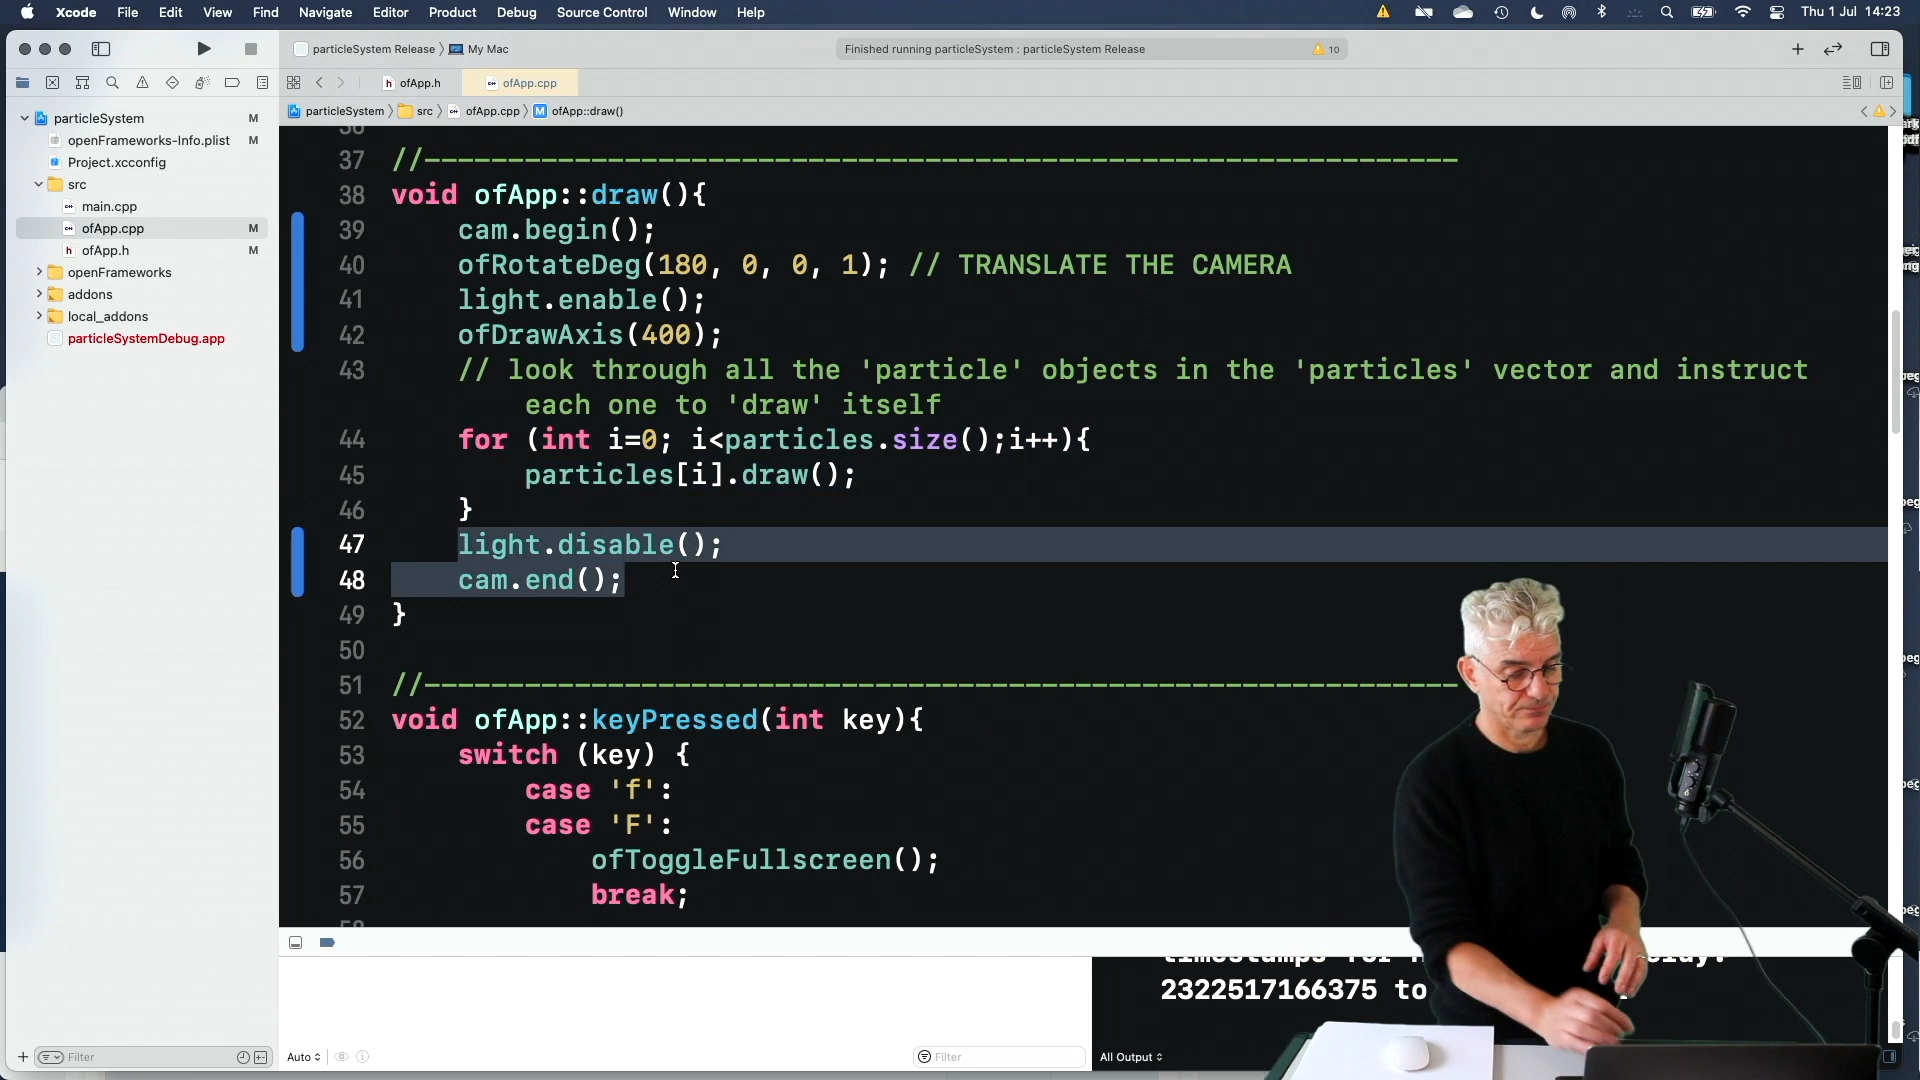 Xcode File Edit View Find Navigate Editor Product Debug Source Control Window Help Thu 1 Jul 14:23
particleSystem Release My Mac Finished running particleSystem : particleSystem Release 10
ofApp.h ofApp.cpp
particleSystem src ofApp.cpp M ofApp::draw()
particleSystem M
openFrameworks-Info.plist M
Project.xcconfig
src
main.cpp
ofApp.cpp M
ofApp.h M
openFrameworks
addons
local_addons
particleSystemDebug.app
37 //--------------------------------------------------------------
38 void ofApp::draw(){
39 cam.begin();
40 ofRotateDeg(180, 0, 0, 1); // TRANSLATE THE CAMERA
41 light.enable();
42 ofDrawAxis(400);
43 // look through all the 'particle' objects in the 'particles' vector and instruct
each one to 'draw' itself
44 for (int i=0; i<particles.size();i++){
45 particles[i].draw();
46 }
47 light.disable();
48 cam.end();
49 }
50
51 //--------------------------------------------------------------
52 void ofApp::keyPressed(int key){
53 switch (key) {
54 case 'f':
55 case 'F':
56 ofToggleFullscreen();
57 break;
2322517166375 to
Filter Auto Filter All Output